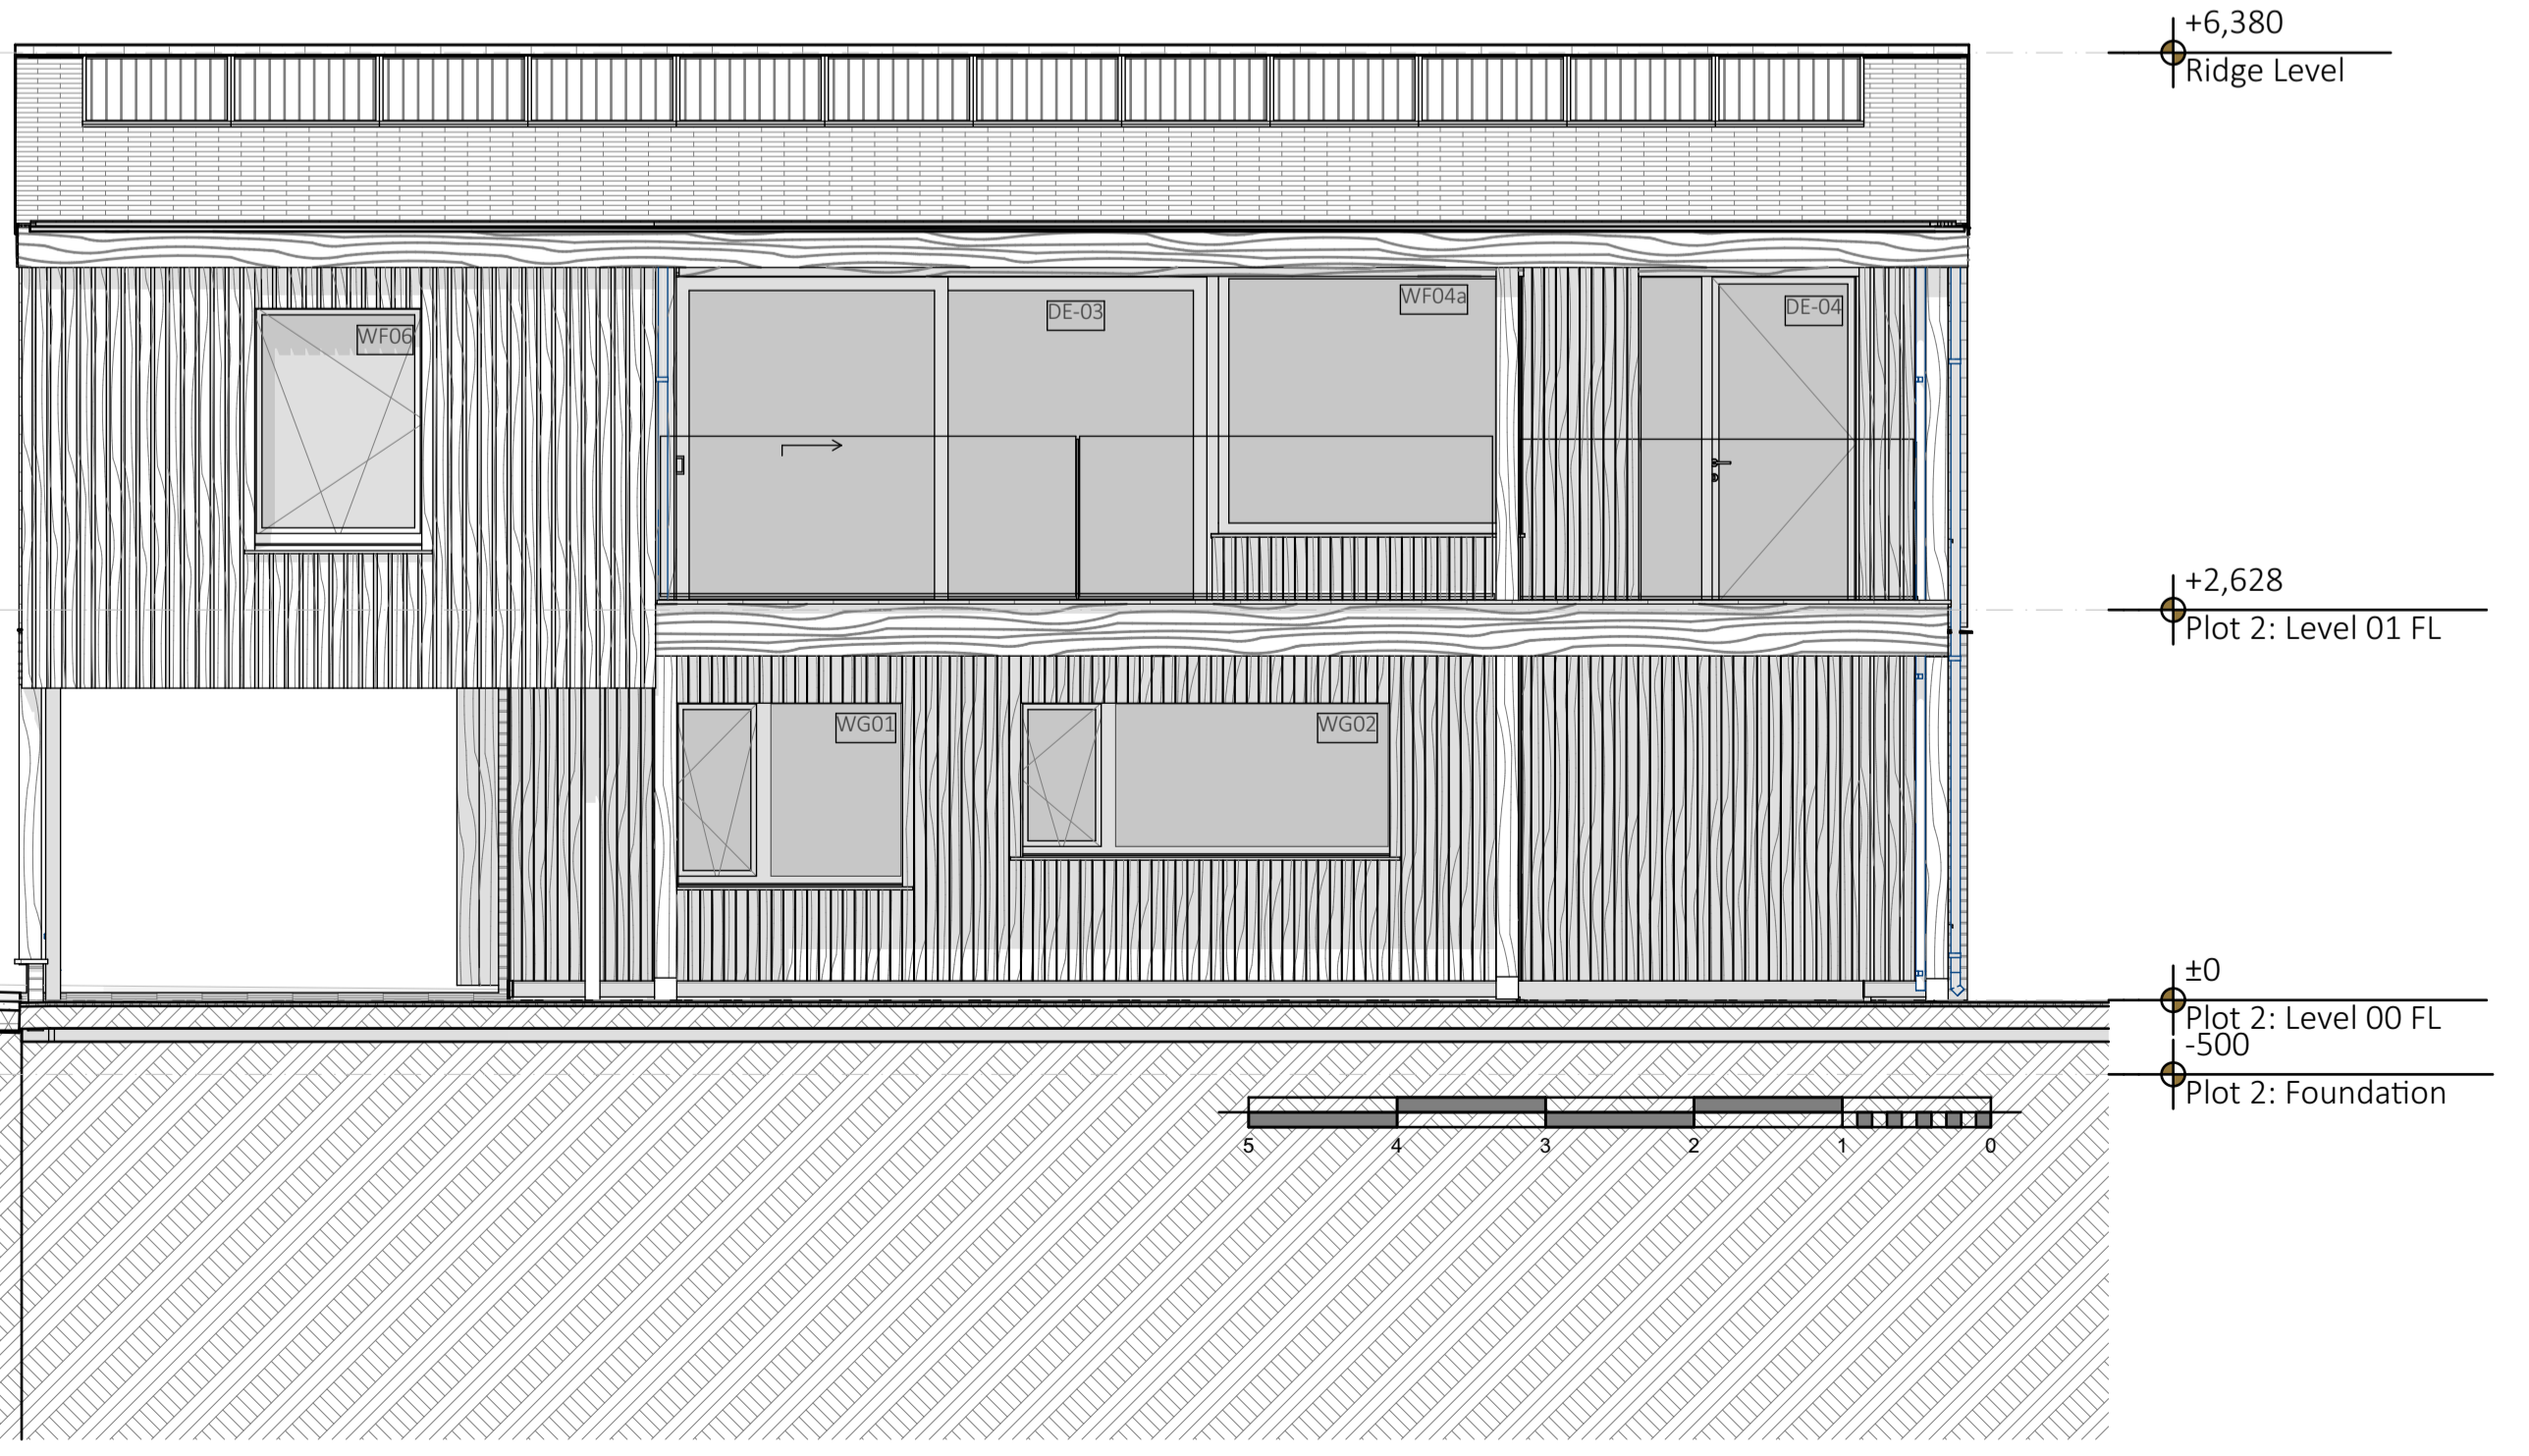 +6,380
Ridge Level
WF04a
DE-03
DE-04
WF06
+2,628
Plot 2: Level 01 FL
WG01
WG02
±0
Plot 2: Level 00 FL
-500
Plot 2: Foundation
5 4 3 2 1 0